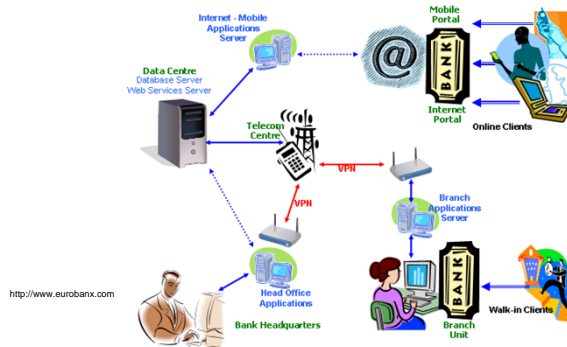 Mobile
Portal
Internet - Mobile
Applications
Server
BANK
Internet
Portal
Online Clients
Data Centre
Database Server
Web Services Server
@
Telecom
Centre
VPN
VPN
Branch
Applications
Server
Head Office
Applications
Bank Headquarters
BANK
Branch
Unit
Walk-in Clients
http://www.eurobanx.com